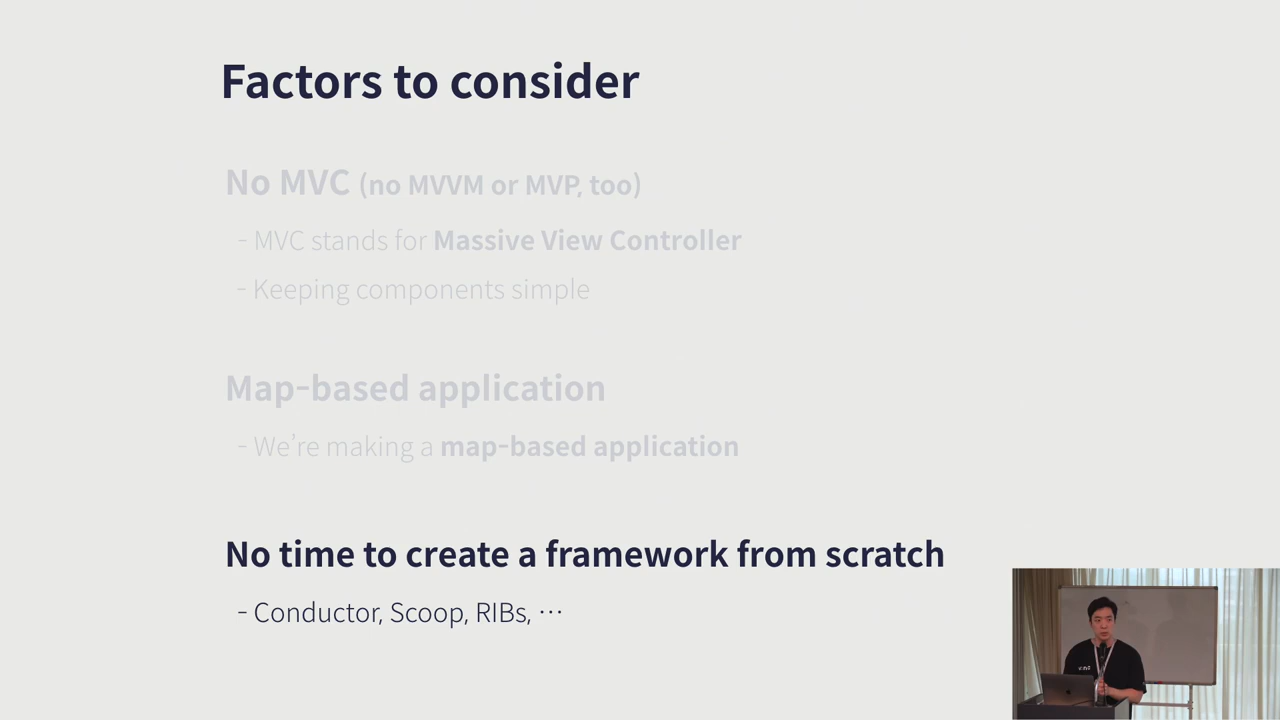 Factors to consider
No MVC (no MVVM or MVP, too)
- MVC stands for Massive View Controller
- Keeping components simple
Map-based application
- We're making a map-based application
No time to create a framework from scratch
- Conductor, Scoop, RIBs, ⋯